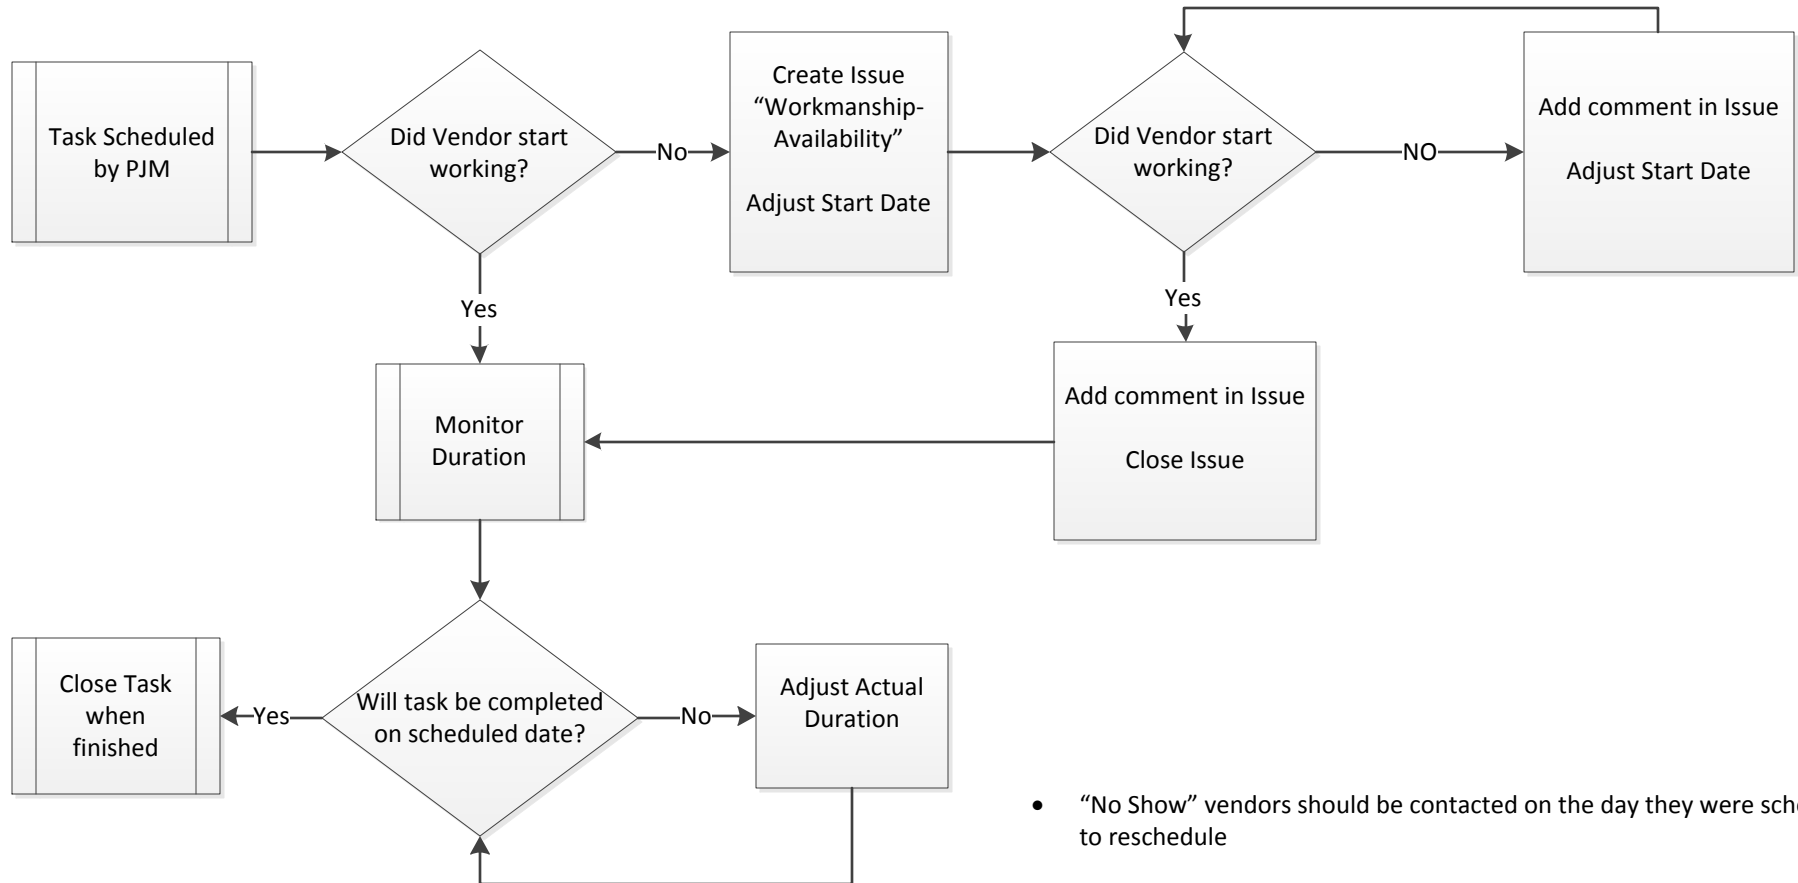 Task Scheduled
by PJM
Did Vendor start
working?
No
Create Issue
“Workmanship-
Availability”
Adjust Start Date
Did Vendor start
working?
NO
Add comment in Issue
Adjust Start Date
Yes
Yes
Monitor
Duration
Add comment in Issue
Close Issue
Close Task
when
finished
Yes
Will task be completed
on scheduled date?
No
Adjust Actual
Duration
• “No Show” vendors should be contacted on the day they were
to reschedule